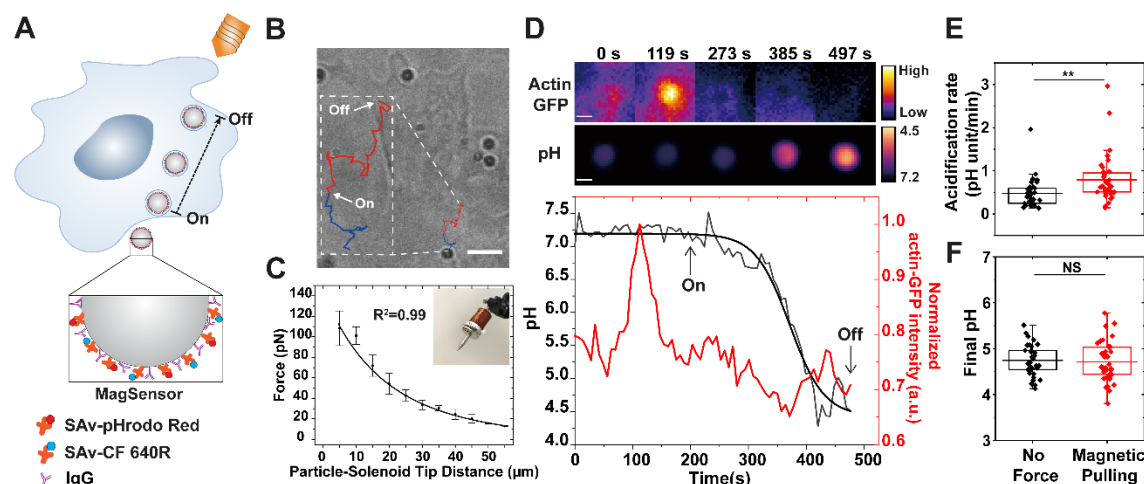 A
Off
On
MagSensor
SAv-pHrodo Red
SAv-CF 640R
IgG
B
Off
On
C
R²=0.99
Force (pN)
140
120
100
80
60
40
20
0
0 5 10 15 20 25 30 35 40 45 50 55
Particle-Solenoid Tip Distance (µm)
D
0 s 119 s 273 s 385 s 497 s
Actin
GFP
High
Low
pH
4.5
7.2
pH
7.5
7.0
6.5
6.0
5.5
5.0
4.5
4.0
On
Off
1.0
0.9
0.8
0.7
0.6
Normalized
actin-GFP intensity (a.u.)
0 100 200 300 400 500
Time(s)
E
Acidification rate
(pH unit/min)
3
2
1
0
**
F
Final pH
7
6
5
4
3
NS
No
Force
Magnetic
Pulling